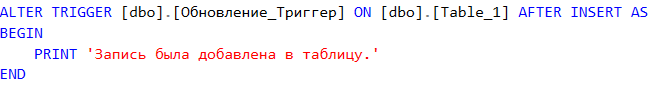 ALTER TRIGGER [dbo].[Обновление_Триггер] ON [dbo].[Table_1] AFTER INSERT AS
BEGIN
    PRINT 'Запись была добавлена в таблицу.'
END